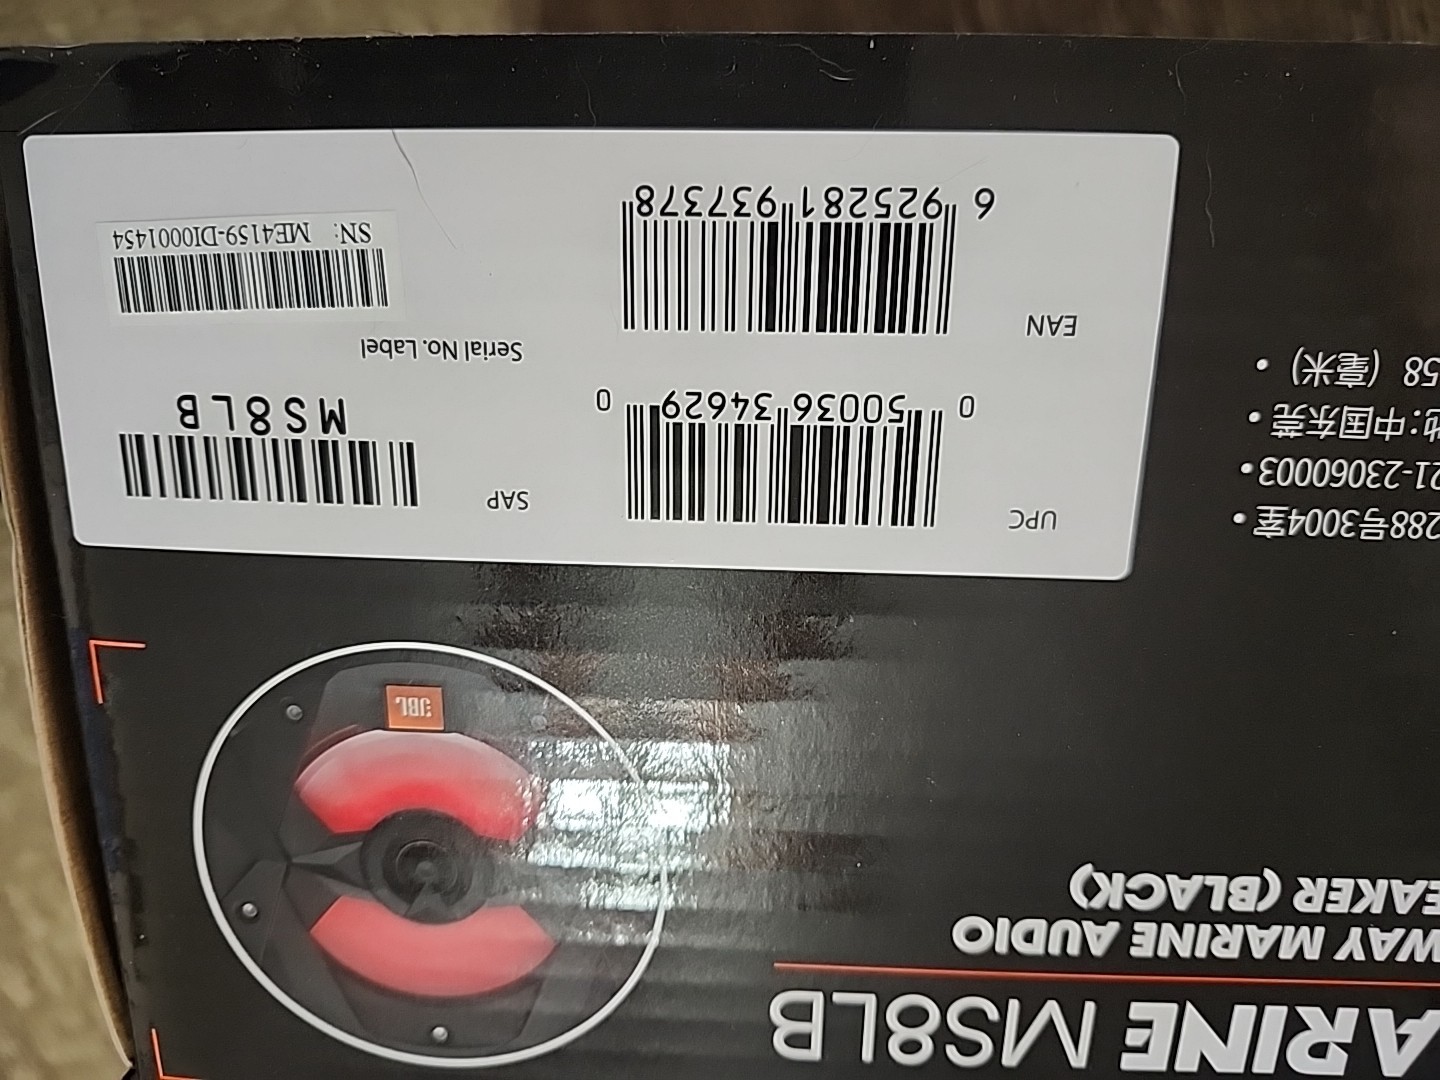 ARINE MS8LB
WAY MARINE AUDIO
EAKER (BLACK)
JBL
288号3004室 •
21-23060003•
:中国东莞 •
58（毫米）•
UPC
0 50036 34629 0
SAP
MS8LB
Serial No. Label
EAN
6 925281 937378
SN: ME4159-DI0001454